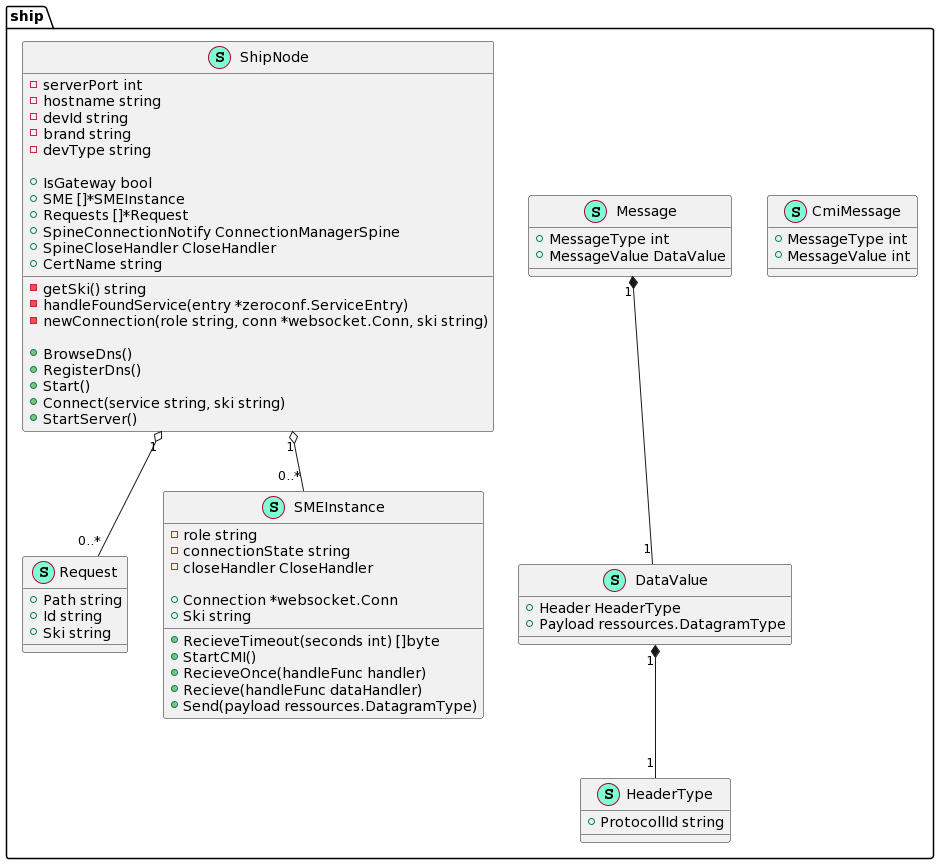 ship
S ShipNode
serverPort int
hostname string
devId string
brand string
devType string
IsGateway bool
SME []*SMEInstance
Requests []*Request
SpineConnectionNotify ConnectionManagerSpine
SpineCloseHandler CloseHandler
CertName string
getSki() string
handleFoundService(entry *zeroconf.ServiceEntry)
newConnection(role string, conn *websocket.Conn, ski string)
BrowseDns()
RegisterDns()
Start()
Connect(service string, ski string)
StartServer()
S Message
MessageType int
MessageValue DataValue
S CmiMessage
MessageType int
MessageValue int
1
1
1
0..*
0..*
1
S Request
Path string
Id string
Ski string
S SMEInstance
role string
connectionState string
closeHandler CloseHandler
Connection *websocket.Conn
Ski string
RecieveTimeout(seconds int) []byte
StartCMI()
RecieveOnce(handleFunc handler)
Recieve(handleFunc dataHandler)
Send(payload ressources.DatagramType)
S DataValue
Header HeaderType
Payload ressources.DatagramType
1
1
S HeaderType
ProtocollId string